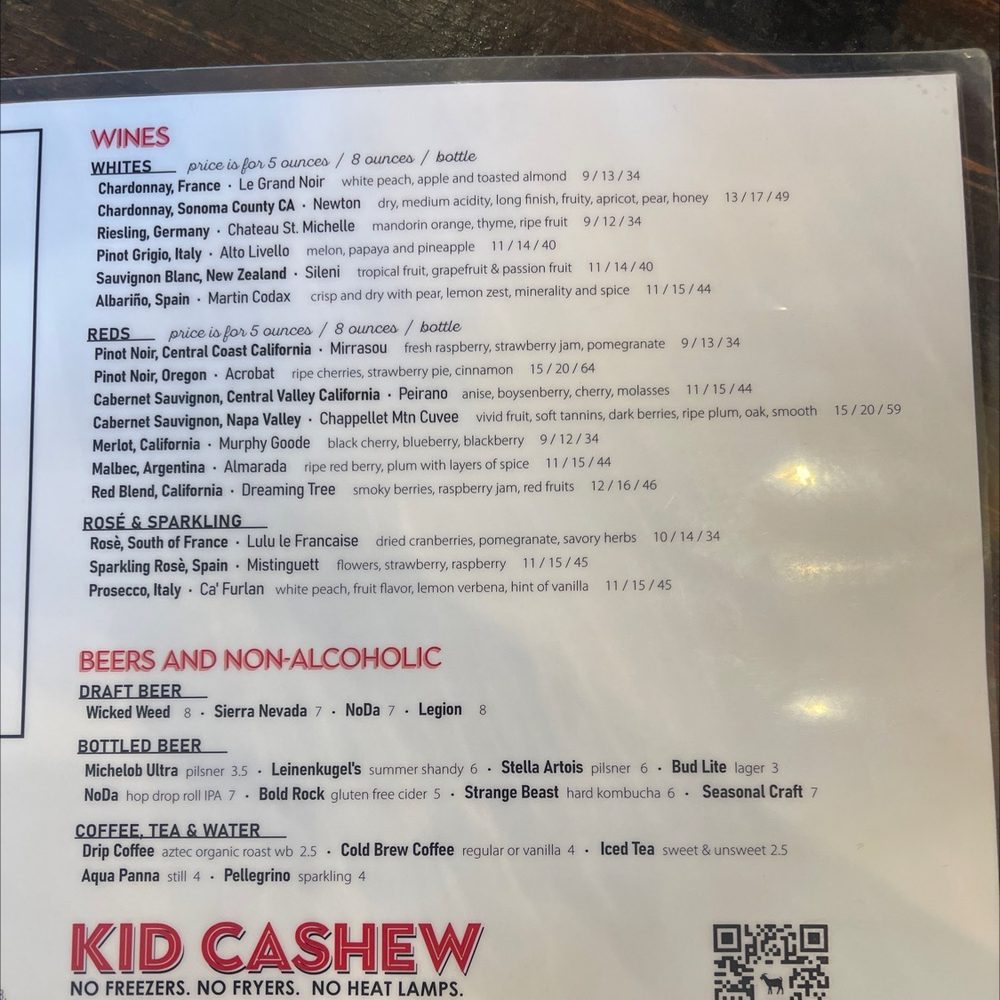 WINES
WHITES price is for 5 ounces / 8 ounces / bottle
Chardonnay, France · Le Grand Noir white peach, apple and toasted almond 9 / 13 / 34
Chardonnay, Sonoma County CA · Newton dry, medium acidity, long finish, fruity, apricot, pear, honey 13 / 17 / 49
Riesling, Germany · Chateau St. Michelle mandorin orange, thyme, ripe fruit 9 / 12 / 34
Pinot Grigio, Italy · Alto Livello melon, papaya and pineapple 11 / 14 / 40
Sauvignon Blanc, New Zealand · Sileni tropical fruit, grapefruit & passion fruit 11 / 14 / 40
Albariño, Spain · Martin Codax crisp and dry with pear, lemon zest, minerality and spice 11 / 15 / 44
REDS price is for 5 ounces / 8 ounces / bottle
Pinot Noir, Central Coast California · Mirrasou fresh raspberry, strawberry jam, pomegranate 9 / 13 / 34
Pinot Noir, Oregon · Acrobat ripe cherries, strawberry pie, cinnamon 15 / 20 / 64
Cabernet Sauvignon, Central Valley California · Peirano anise, boysenberry, cherry, molasses 11 / 15 / 44
Cabernet Sauvignon, Napa Valley · Chappellet Mtn Cuvee vivid fruit, soft tannins, dark berries, ripe plum, oak, smooth 15 / 20 / 59
Merlot, California · Murphy Goode black cherry, blueberry, blackberry 9 / 12 / 34
Malbec, Argentina · Almarada ripe red berry, plum with layers of spice 11 / 15 / 44
Red Blend, California · Dreaming Tree smoky berries, raspberry jam, red fruits 12 / 16 / 46
ROSÉ & SPARKLING
Rosè, South of France · Lulu le Francaise dried cranberries, pomegranate, savory herbs 10 / 14 / 34
Sparkling Rosè, Spain · Mistinguett flowers, strawberry, raspberry 11 / 15 / 45
Prosecco, Italy · Ca' Furlan white peach, fruit flavor, lemon verbena, hint of vanilla 11 / 15 / 45
BEERS AND NON-ALCOHOLIC
DRAFT BEER
Wicked Weed 8 · Sierra Nevada 7 · NoDa 7 · Legion 8
BOTTLED BEER
Michelob Ultra pilsner 3.5 · Leinenkugel's summer shandy 6 · Stella Artois pilsner 6 · Bud Lite lager 3
NoDa hop drop roll IPA 7 · Bold Rock gluten free cider 5 · Strange Beast hard kombucha 6 · Seasonal Craft 7
COFFEE, TEA & WATER
Drip Coffee aztec organic roast wb 2.5 · Cold Brew Coffee regular or vanilla 4 · Iced Tea sweet & unsweet 2.5
Aqua Panna still 4 · Pellegrino sparkling 4
KID CASHEW
NO FREEZERS. NO FRYERS. NO HEAT LAMPS.